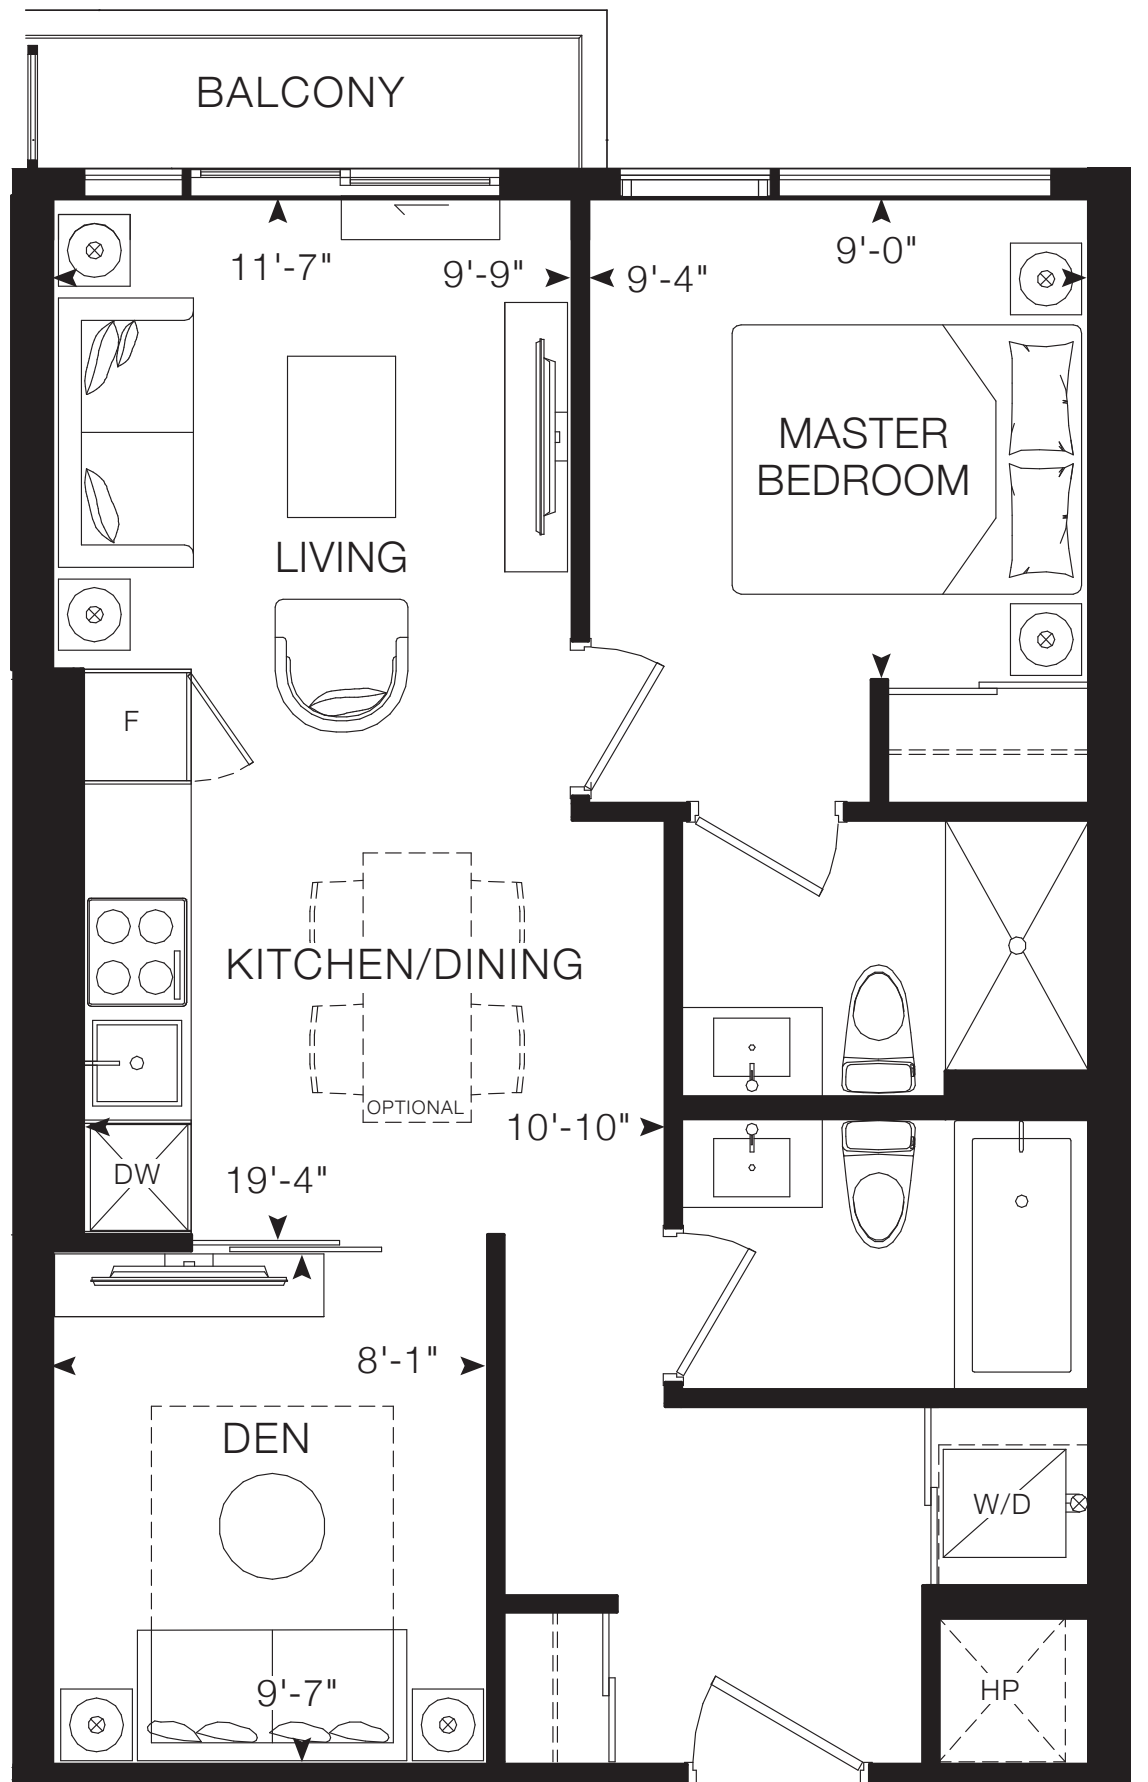 BALCONY
11'-7"
9'-9"
9'-4"
9'-0"
MASTER
BEDROOM
LIVING
F
KITCHEN/DINING
OPTIONAL
10'-10"
DW
19'-4"
8'-1"
DEN
W/D
9'-7"
HP